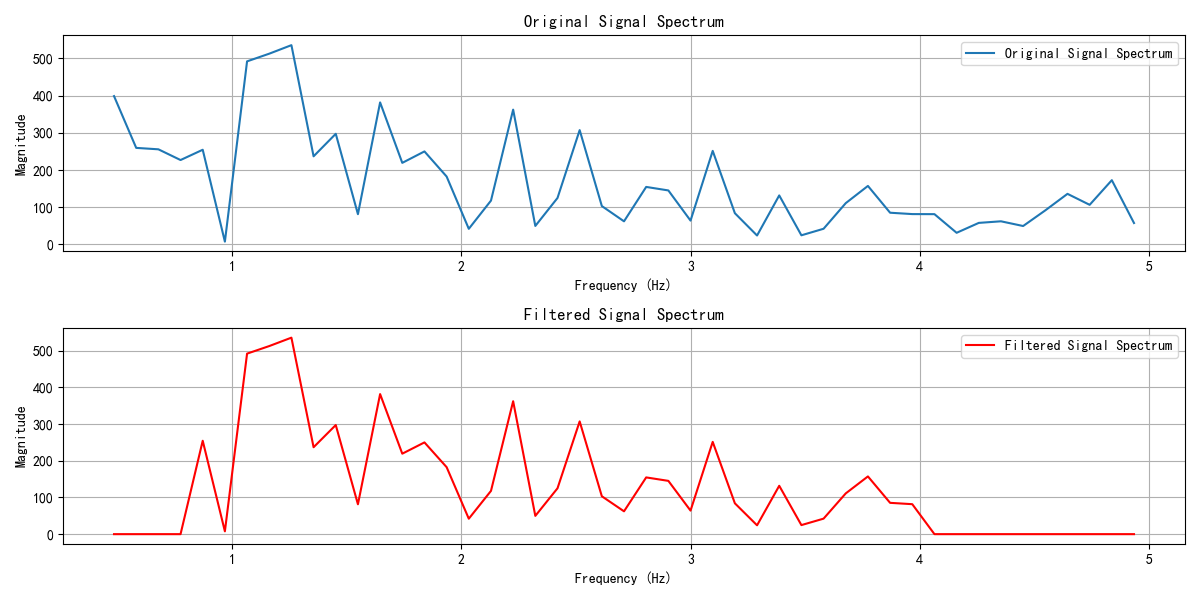 Original Signal Spectrum
Original Signal Spectrum
Magnitude
500
400
300
200
100
0
1 2 3 4 5
Frequency (Hz)
Filtered Signal Spectrum
Filtered Signal Spectrum
Magnitude
500
400
300
200
100
0
1 2 3 4 5
Frequency (Hz)